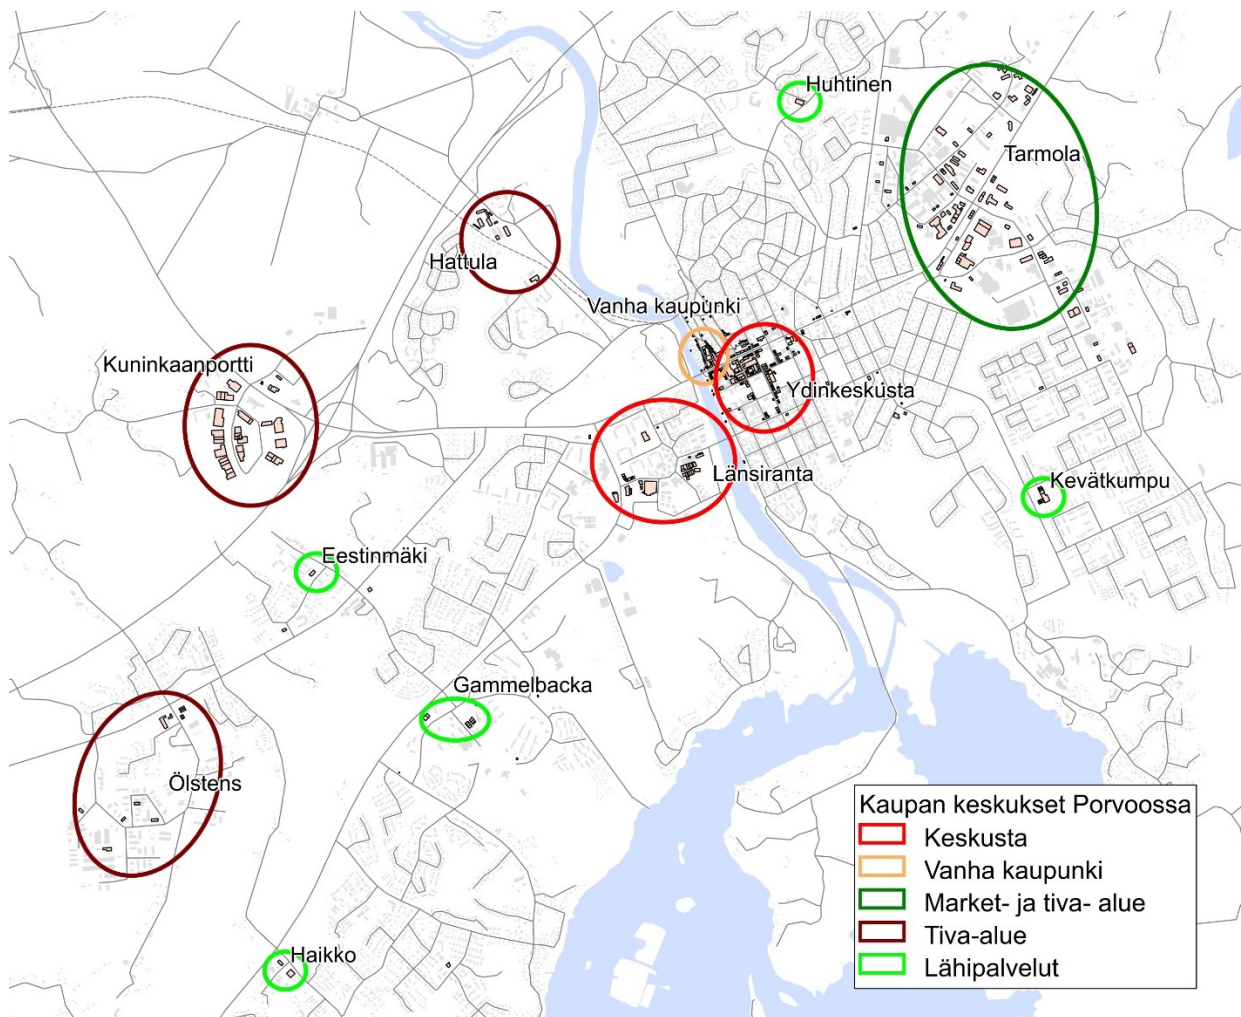 Huhtinen
Tarmola
Hattula
Vanha kaupunki
Kuninkaanportti
Ydinkeskusta
Länsiranta
Kevätkumpu
Eestinmäki
Gammelbacka
Ölstens
Haikko
Kaupan keskukset Porvoossa
Keskusta
Vanha kaupunki
Market- ja tiva- alue
Tiva-alue
Lähipalvelut